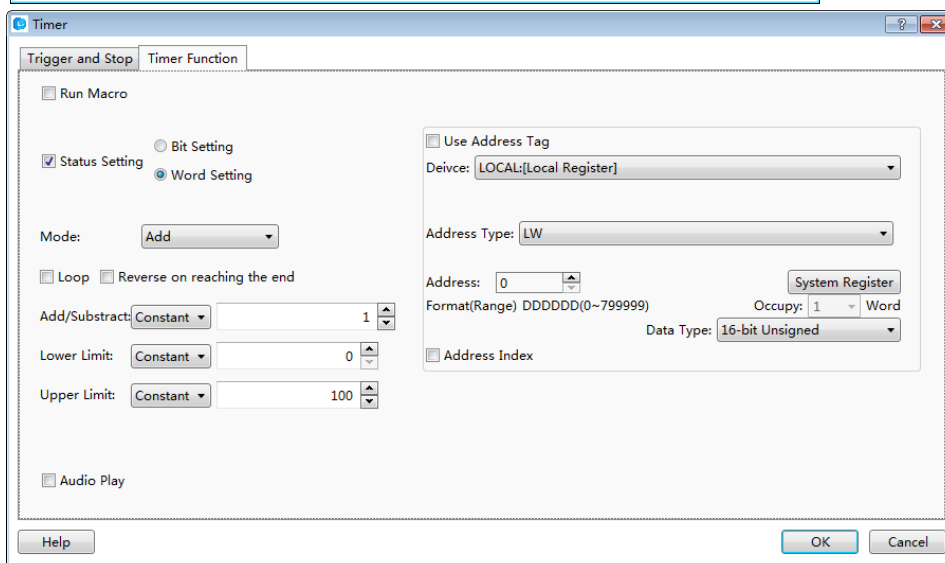 Timer
Trigger and Stop Timer Function
Run Macro
Status Setting
Bit Setting
Word Setting
Mode: Add
Loop Reverse on reaching the end
Add/Substract: Constant 1
Lower Limit: Constant 0
Upper Limit: Constant 100
Audio Play
Use Address Tag
Deivce: LOCAL:[Local Register]
Address Type: LW
Address: 0 System Register
Format(Range) DDDDDD(0~799999) Occupy: 1 Word
Data Type: 16-bit Unsigned
Address Index
Help OK Cancel